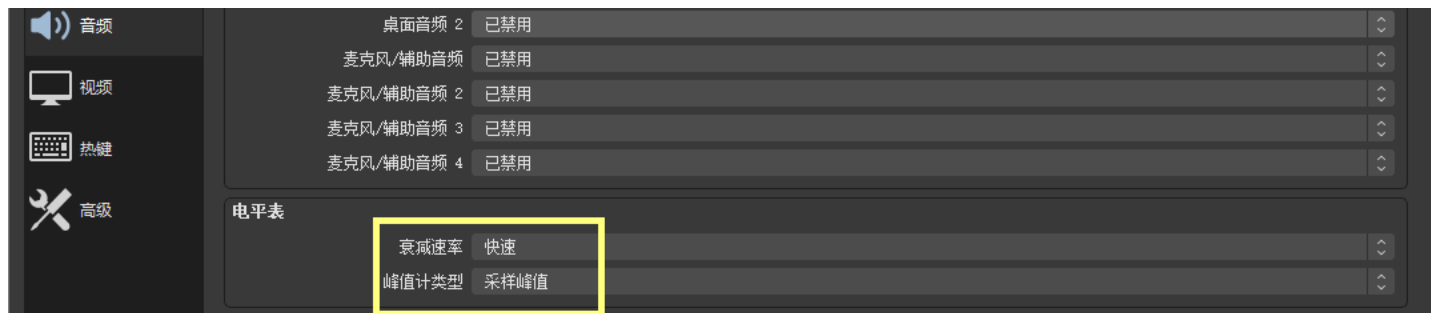 音频
桌面音频 2 已禁用
麦克风/辅助音频 已禁用
视频
麦克风/辅助音频 2 已禁用
麦克风/辅助音频 3 已禁用
热键
麦克风/辅助音频 4 已禁用
高级
电平表
衰减速率 快速
峰值计类型 采样峰值